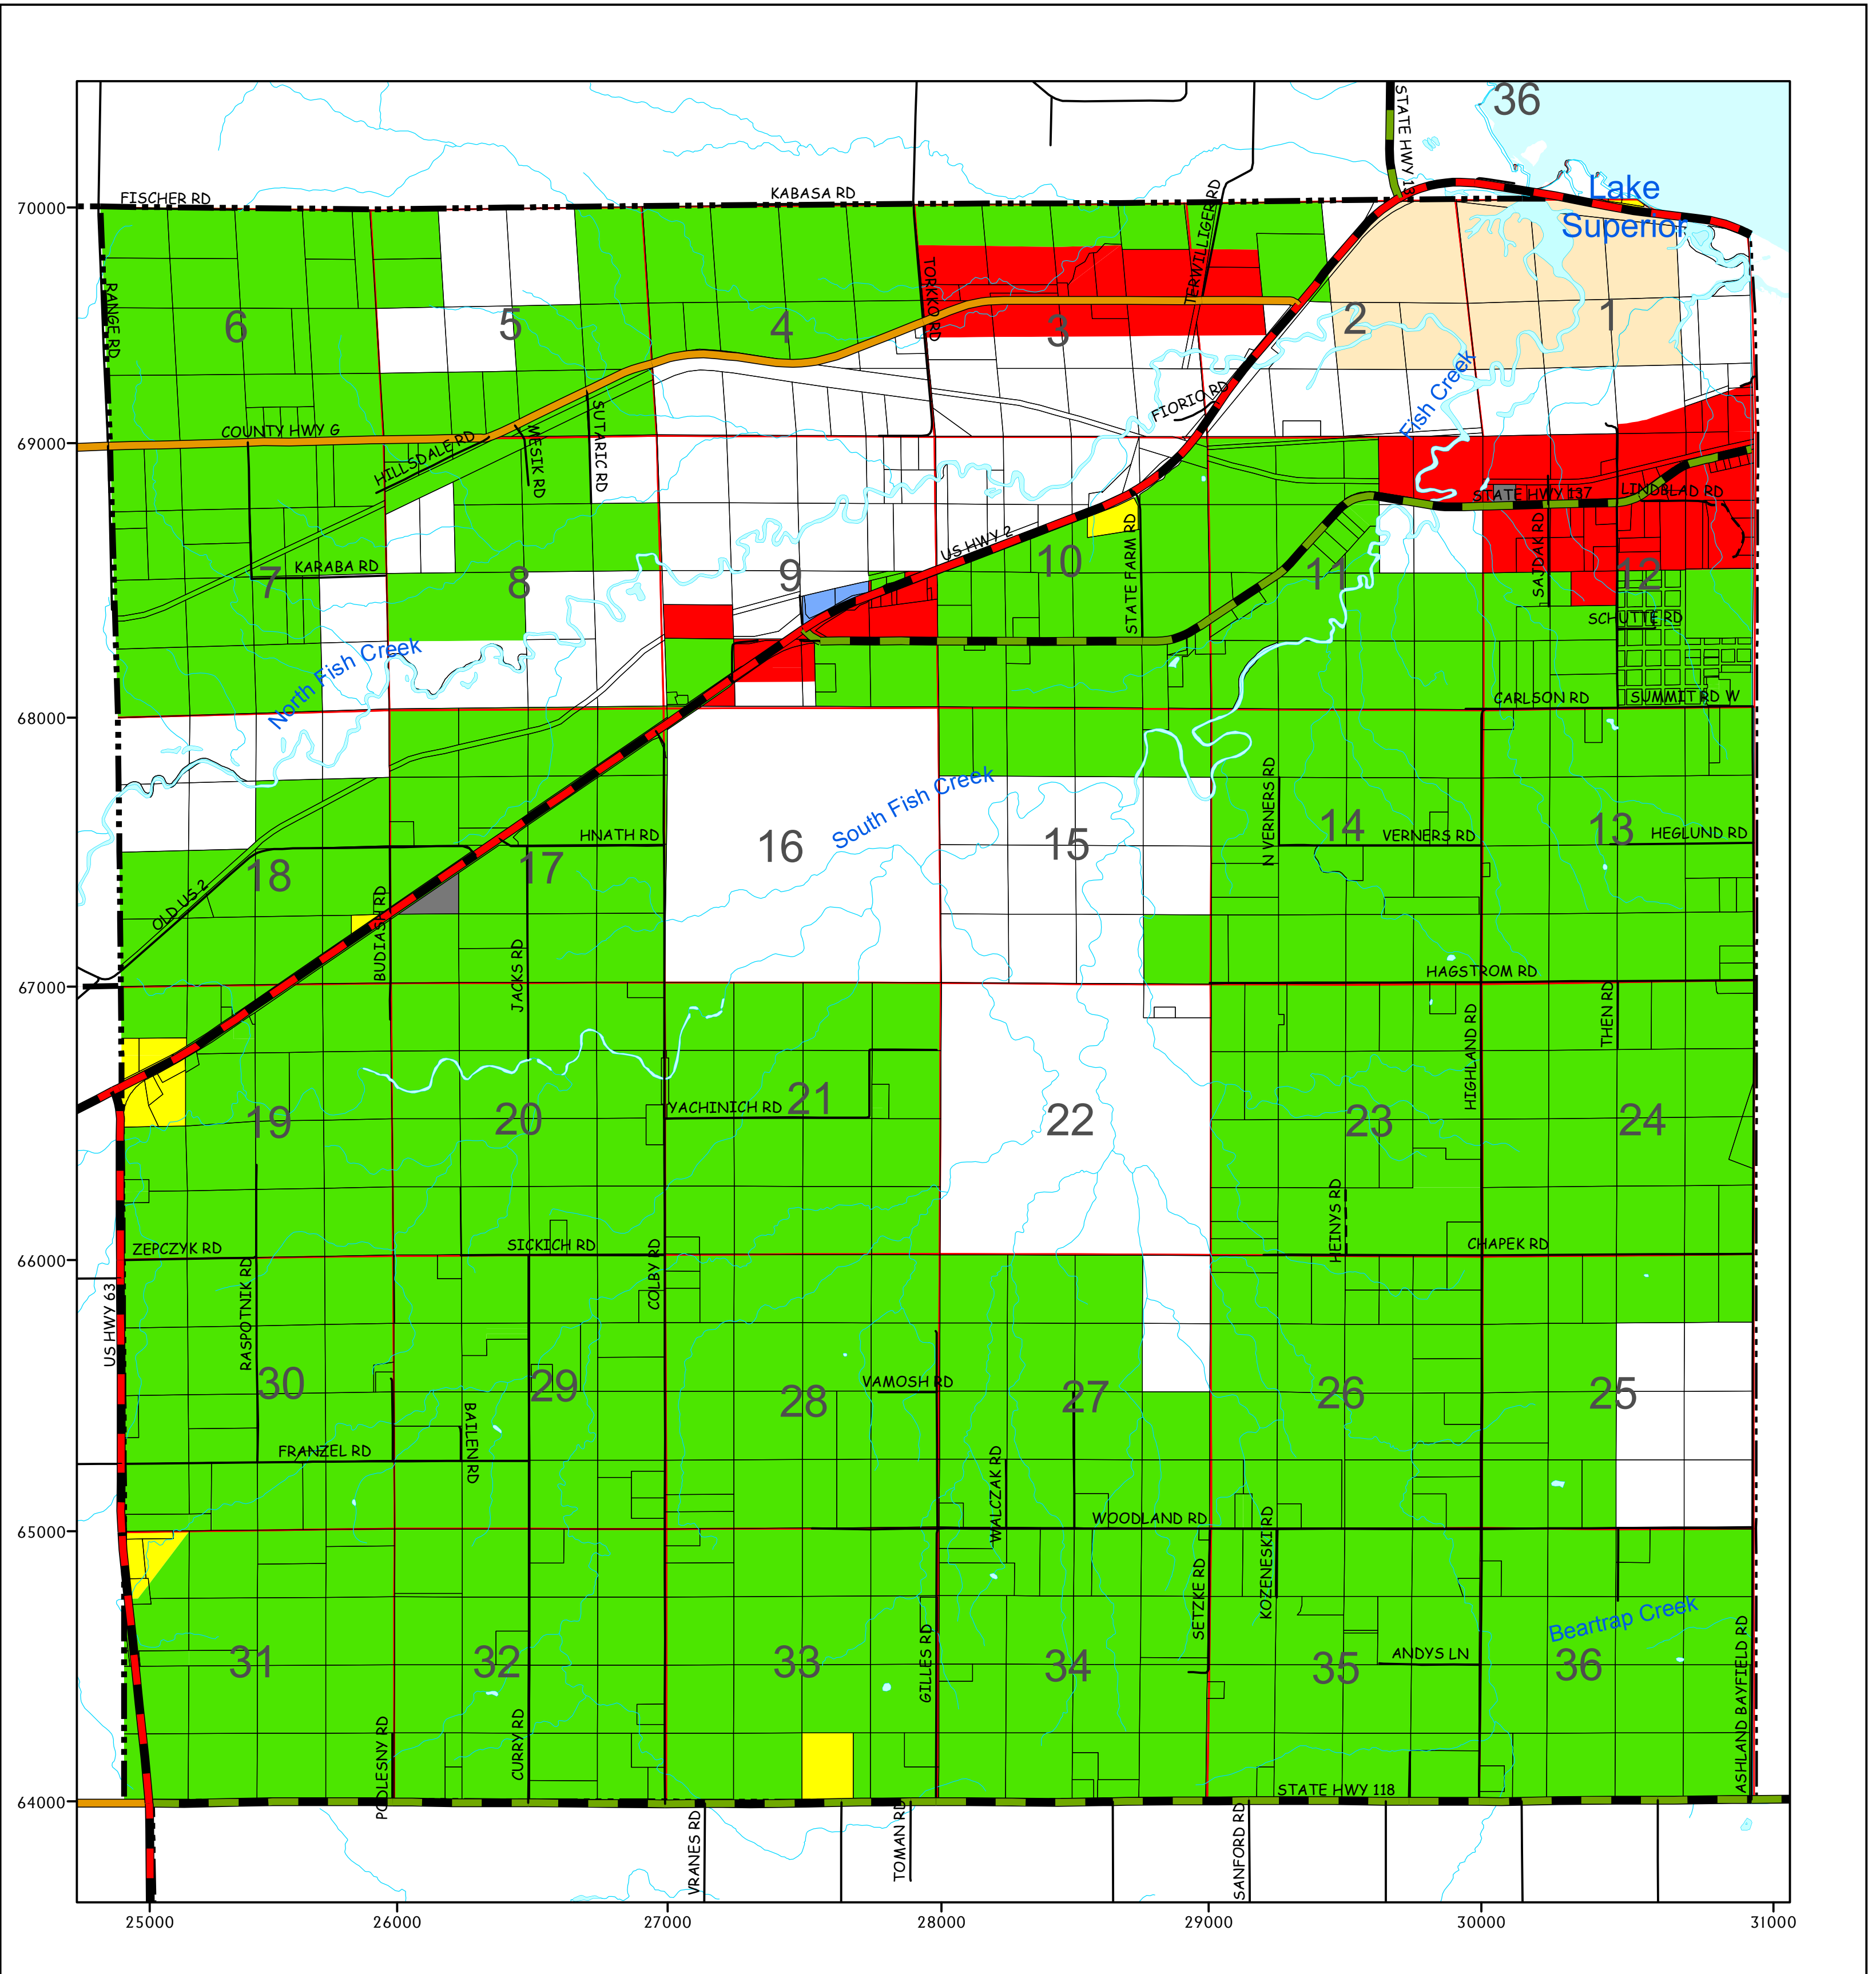 36
STATE HWY 13
Lake
Superior
70000
FISCHER RD
KABASA RD
TERWILLIGER RD
TORKKO RD
RANGE RD
6
5
4
3
2
1
Fish Creek
FIORIO RD
SUTARIC RD
MESIK RD
HILLSDALE RD
COUNTY HWY G
69000
STATE HWY 137
LINDBLAD RD
US HWY 2
STATE FARM RD
SAJDAK RD
KARABA RD
7
8
9
10
11
12
SCHUTTE RD
North Fish Creek
CARLSON RD
SUMMIT RD W
68000
South Fish Creek
N VERNERS RD
HNATH RD
VERNERS RD
HEGLUND RD
18
17
16
15
14
13
OLD US 2
BUDIASH RD
JACKS RD
HAGSTROM RD
67000
HIGHLAND RD
THEN RD
YACHINICH RD
19
20
21
22
23
24
HEINYS RD
ZEPCZYK RD
SICKICH RD
CHAPEK RD
66000
COLBY RD
US HWY 63
RASPOTNIK RD
VAMOSH RD
30
29
28
27
26
25
BAILEN RD
FRANZEL RD
WALCZAK RD
WOODLAND RD
65000
KOZENESKI RD
SETZKE RD
Beartrap Creek
GILLES RD
ANDYS LN
ASHLAND BAYFIELD RD
31
32
33
34
35
36
PODLESNY RD
CURRY RD
STATE HWY 118
64000
VRANES RD
TOMAN RD
SANFORD RD
25000
26000
27000
28000
29000
30000
31000